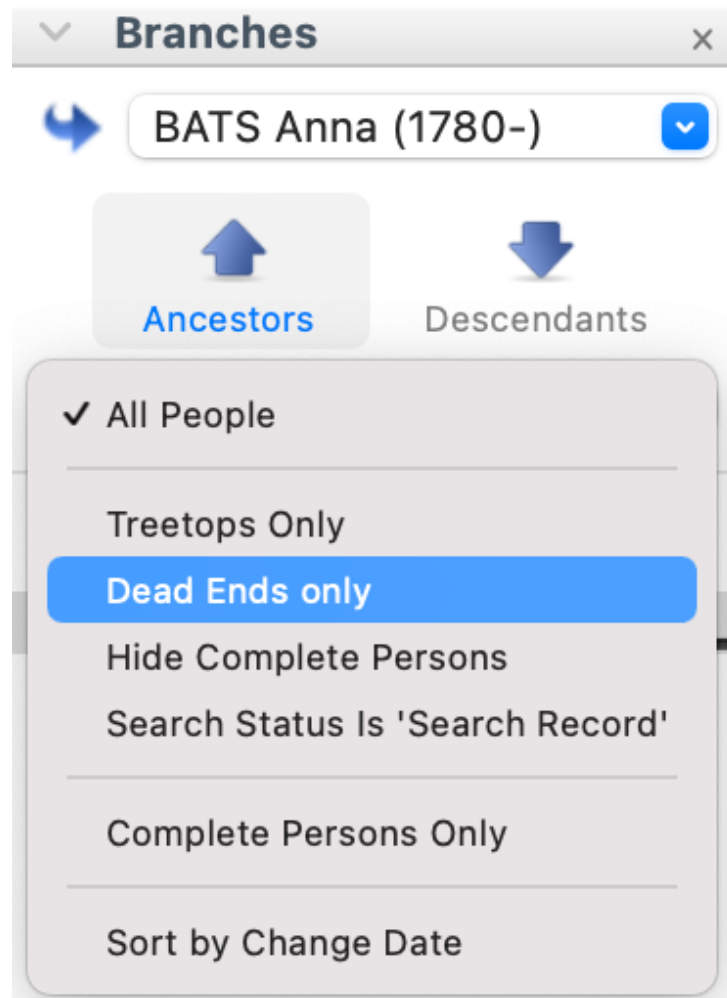 Branches
BATS Anna (1780-)
Ancestors Descendants
All People
Treetops Only
Dead Ends only
Hide Complete Persons
Search Status Is 'Search Record'
Complete Persons Only
Sort by Change Date